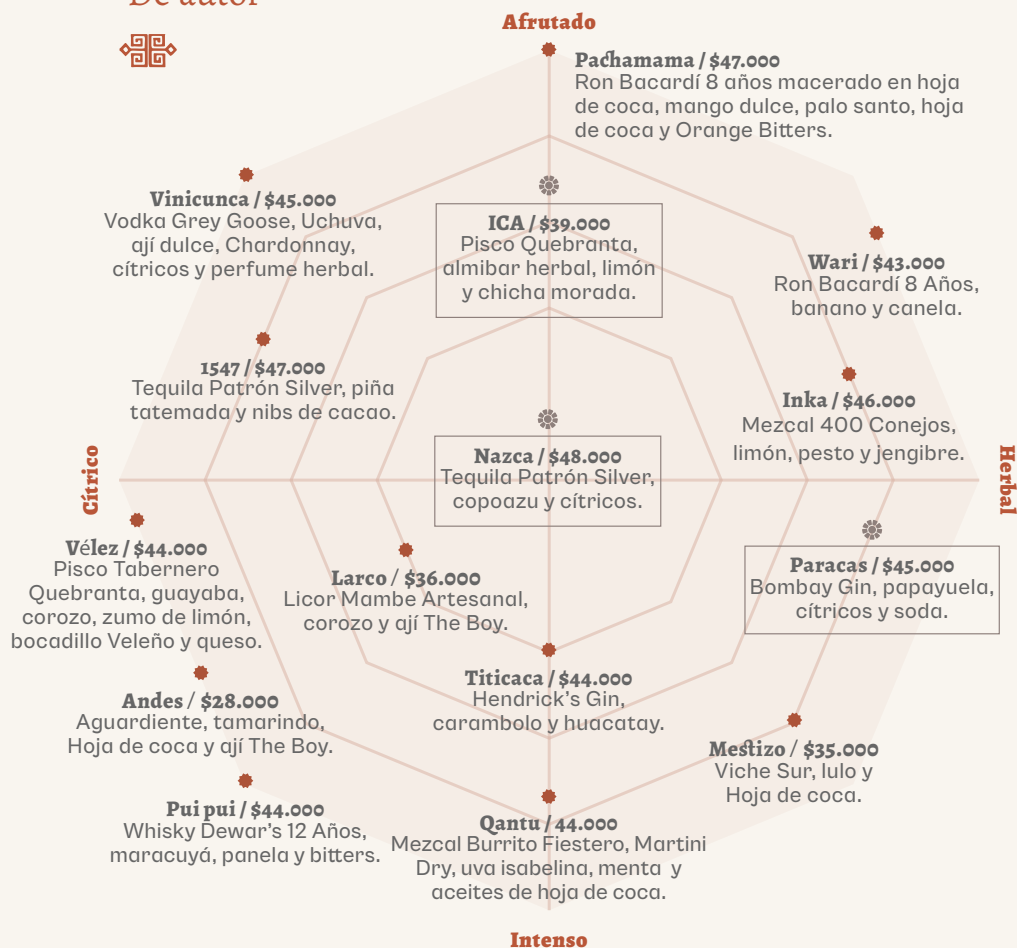 De autor
Afrutado
Pachamama / $47.000
Ron Bacardí 8 años macerado en hoja
de coca, mango dulce, palo santo, hoja
de coca y Orange Bitters.
Vinicunca / $45.000
Vodka Grey Goose, Uchuva,
ají dulce, Chardonnay,
cítricos y perfume herbal.
ICA / $39.000
Pisco Quebranta,
almibar herbal, limón
y chicha morada.
Wari / $43.000
Ron Bacardí 8 Años,
banano y canela.
1547 / $47.000
Tequila Patrón Silver, piña
tatemada y nibs de cacao.
Inka / $46.000
Mezcal 400 Conejos,
limón, pesto y jengibre.
Nazca / $48.000
Tequila Patrón Silver,
copoazu y cítricos.
Cítrico
Herbal
Vélez / $44.000
Pisco Tabernero
Quebranta, guayaba,
corozo, zumo de limón,
bocadillo Veleño y queso.
Larco / $36.000
Licor Mambe Artesanal,
corozo y ají The Boy.
Paracas / $45.000
Bombay Gin, papayuela,
cítricos y soda.
Titicaca / $44.000
Hendrick's Gin,
carambolo y huacatay.
Andes / $28.000
Aguardiente, tamarindo,
Hoja de coca y ají The Boy.
Mestizo / $35.000
Viche Sur, lulo y
Hoja de coca.
Pui pui / $44.000
Whisky Dewar's 12 Años,
maracuyá, panela y bitters.
Qantu / 44.000
Mezcal Burrito Fiestero, Martini
Dry, uva isabelina, menta y
aceites de hoja de coca.
Intenso